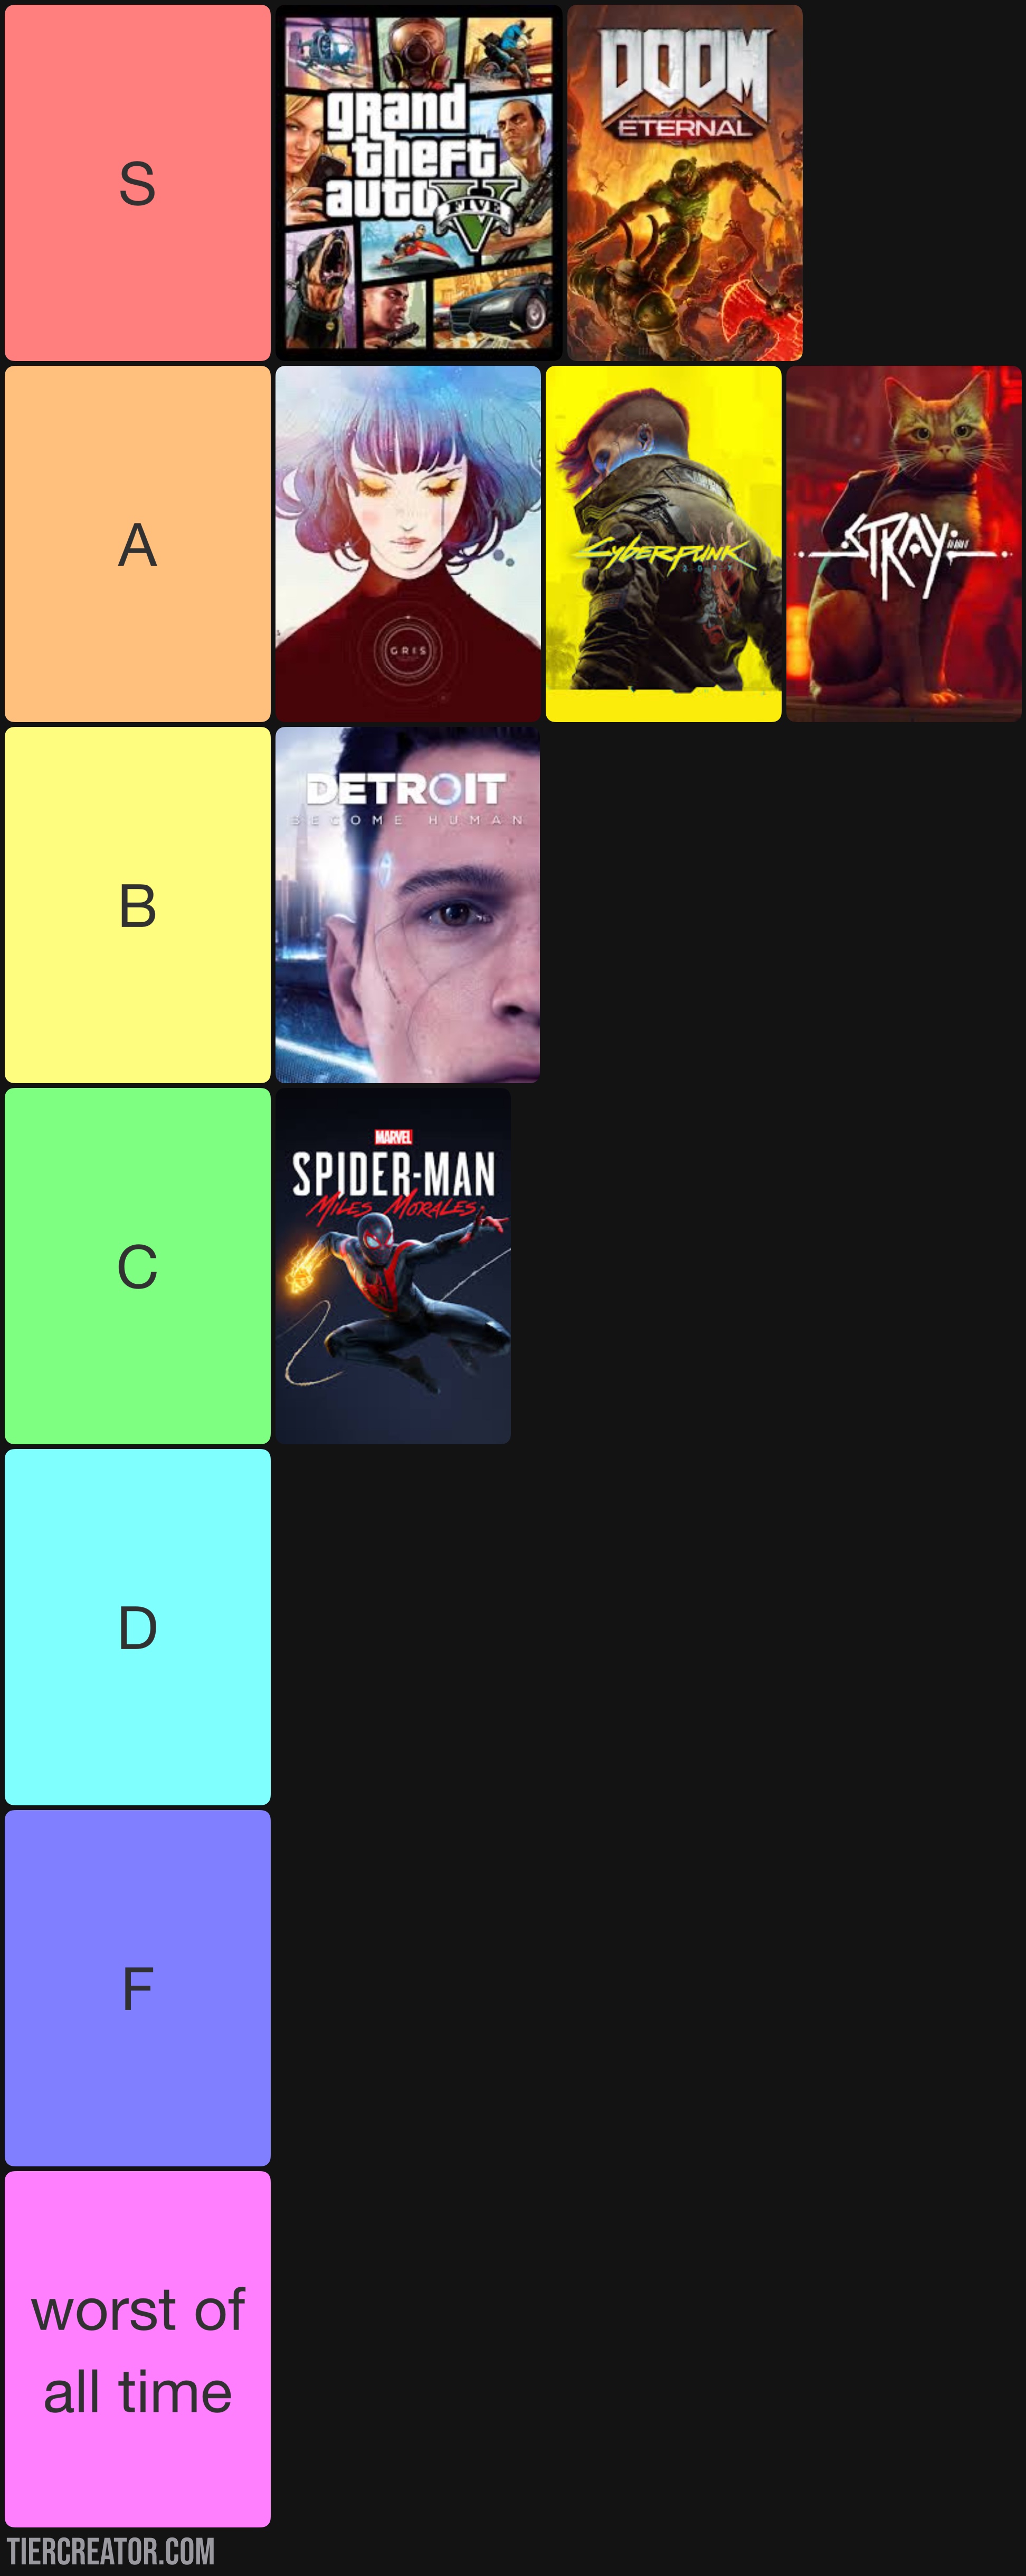 S
grand
theft
auto V
FIVE
DOOM
ETERNAL
A
GRIS
Cyberpunk
2077
STRAY
B
DETROIT
BECOME HUMAN
C
MARVEL
SPIDER-MAN
MILES MORALES
D
F
worst of
all time
TIERCREATOR.COM